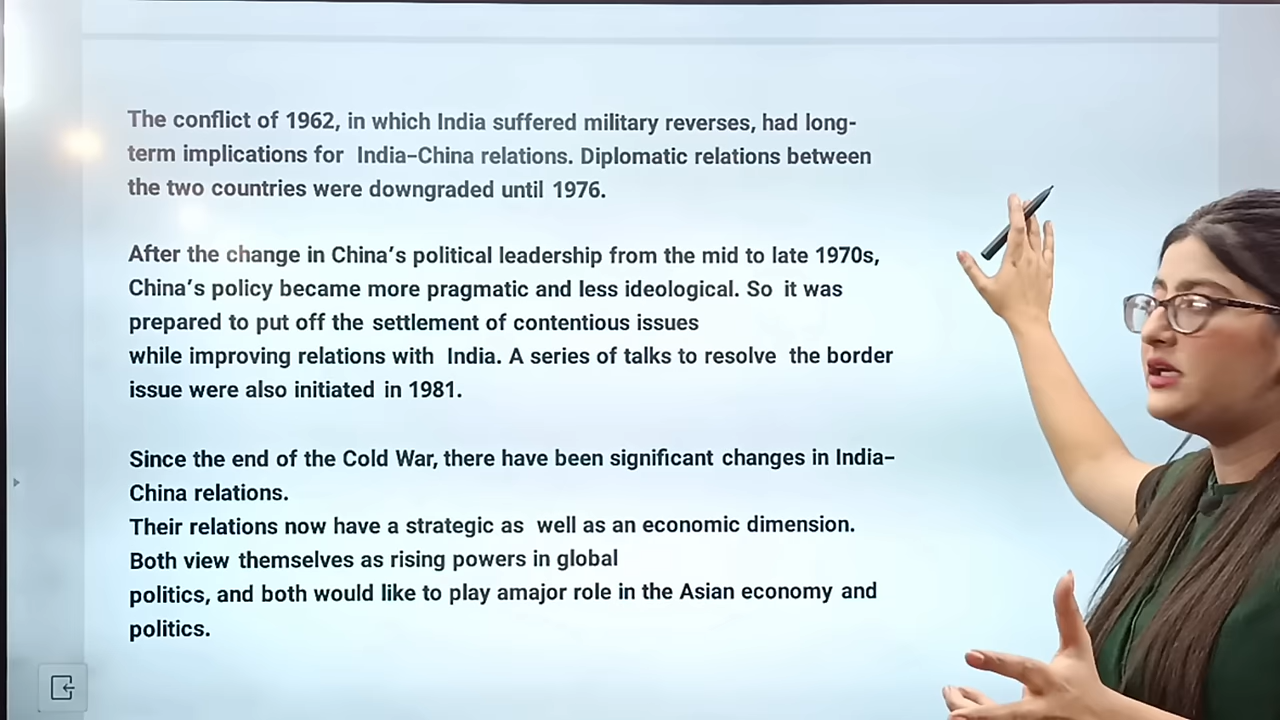 The conflict of 1962, in which India suffered military reverses, had long-
term implications for India–China relations. Diplomatic relations between
the two countries were downgraded until 1976.
After the change in China's political leadership from the mid to late 1970s,
China's policy became more pragmatic and less ideological. So it was
prepared to put off the settlement of contentious issues
while improving relations with India. A series of talks to resolve the border
issue were also initiated in 1981.
Since the end of the Cold War, there have been significant changes in India–
China relations.
Their relations now have a strategic as well as an economic dimension.
Both view themselves as rising powers in global
politics, and both would like to play amajor role in the Asian economy and
politics.